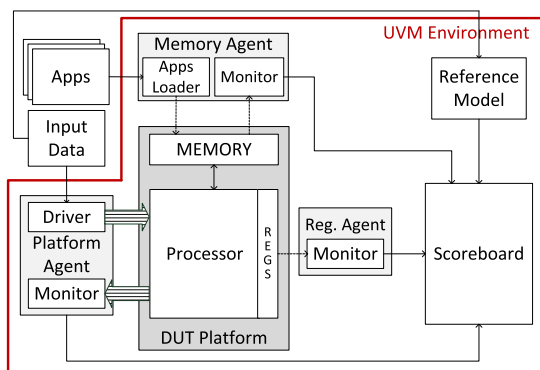 UVM Environment
Memory Agent
Apps
Apps
Loader
Monitor
Reference
Model
Input
Data
MEMORY
Driver
Platform
Agent
Monitor
Processor
REGS
Reg. Agent
Monitor
Scoreboard
DUT Platform